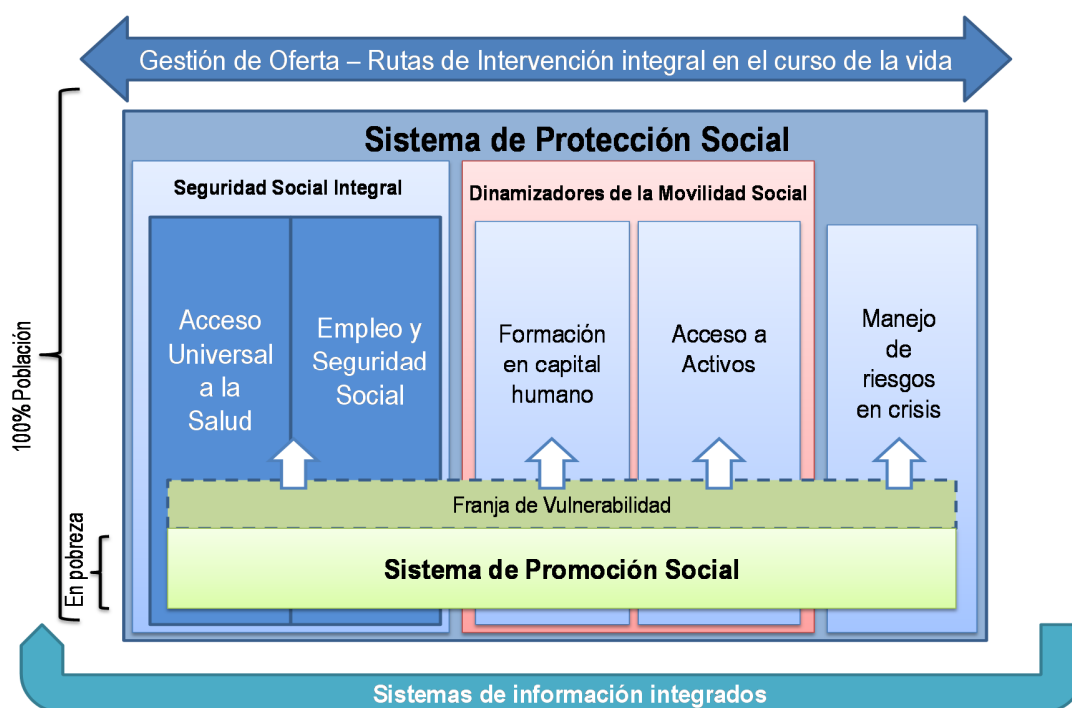 Gestión de Oferta – Rutas de Intervención integral en el curso de la vida
Sistema de Protección Social
Seguridad Social Integral
Dinamizadores de la Movilidad Social
Acceso
Universal
a la
Salud
Empleo y
Seguridad
Social
Formación
en capital
humano
Acceso a
Activos
Manejo
de
riesgos
en crisis
100% Población
En pobreza
Franja de Vulnerabilidad
Sistema de Promoción Social
Sistemas de información integrados